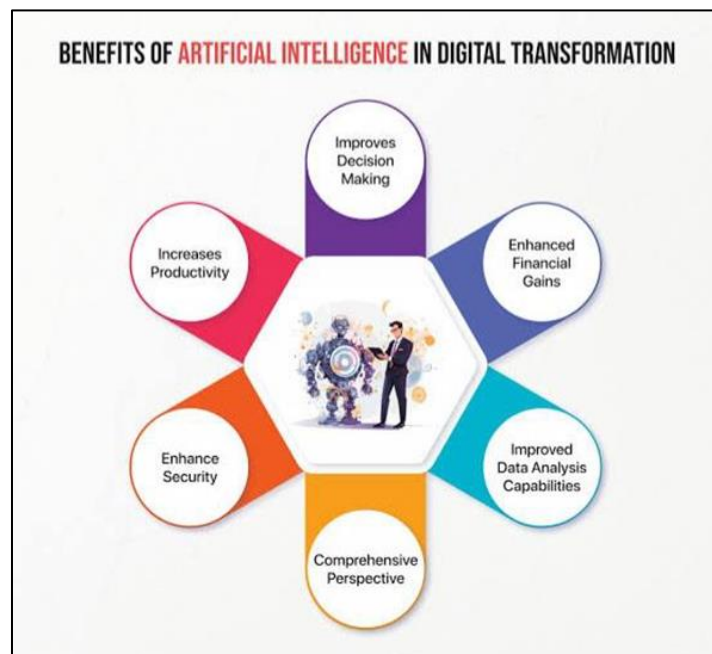 BENEFITS OF ARTIFICIAL INTELLIGENCE IN DIGITAL TRANSFORMATION
Improves
Decision
Making
Enhanced
Financial
Gains
Improved
Data Analysis
Capabilities
Comprehensive
Perspective
Enhance
Security
Increases
Productivity